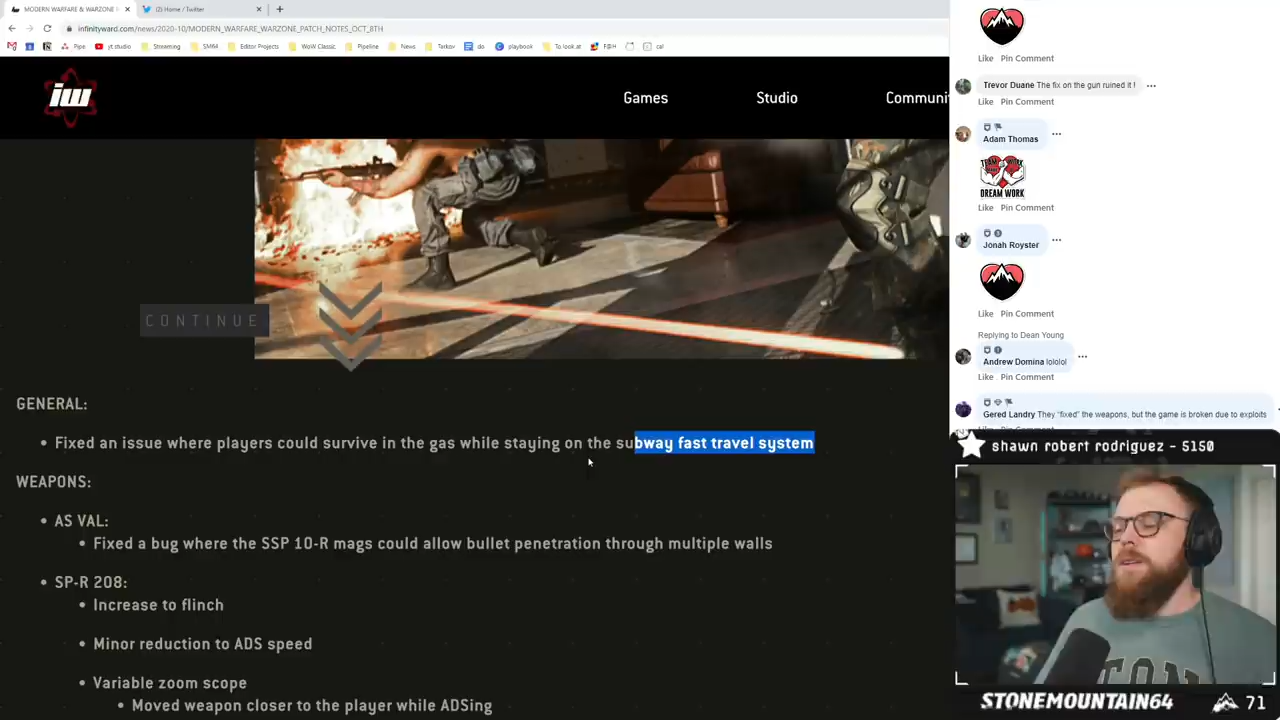 MODERN WARFARE & WARZONE
(2) Home / Twitter
infinityward.com/news/2020-10/MODERN_WARFARE_WARZONE_PATCH_NOTES_OCT_8TH
Pipe
yt studio
Streaming
SMM
Editor Projects
WoW Classic
Pipeline
News
Tarkov
do
playbook
To look at
F@H
cal
iw
Games
Studio
Communi
CONTINUE
GENERAL:
• Fixed an issue where players could survive in the gas while staying on the subway fast travel system
WEAPONS:
• AS VAL:
• Fixed a bug where the SSP 10-R mags could allow bullet penetration through multiple walls
• SP-R 208:
• Increase to flinch
• Minor reduction to ADS speed
• Variable zoom scope
• Moved weapon closer to the player while ADSing
Like Pin Comment
Trevor Duane The fix on the gun ruined it !
Like Pin Comment
Adam Thomas
TEAM WORK
DREAM WORK
Like Pin Comment
Jonah Royster
Like Pin Comment
Replying to Dean Young
Andrew Domina lololol
Like Pin Comment
Gered Landry They "fixed" the weapons, but the game is broken due to exploits
shawn robert rodriguez - 5150
STONEMOUNTAIN64
71